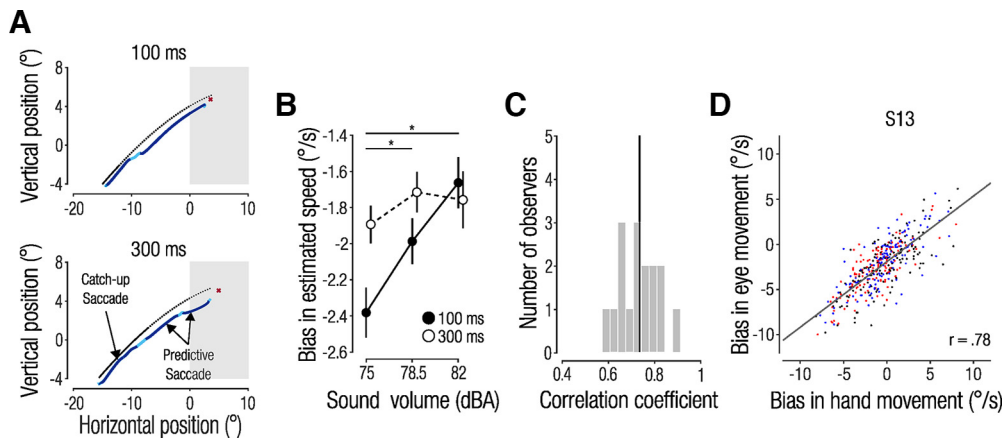 A
100 ms
Vertical position (°)
8
4
0
-4
-20
-10
0
10
300 ms
Vertical position (°)
8
4
0
-4
Catch-up
Saccade
Predictive
Saccade
-20
-10
0
10
Horizontal position (°)
B
Bias in estimated speed (°/s)
-1.4
-1.6
-1.8
-2
-2.2
-2.4
-2.6
*
*
100 ms
300 ms
75
78.5
82
Sound volume (dBA)
C
Number of observers
5
4
3
2
1
0
0.4
0.6
0.8
1
Correlation coefficient
D
S13
Bias in eye movement (°/s)
10
5
0
-5
-10
r = .78
-10
-5
0
5
10
Bias in hand movement (°/s)